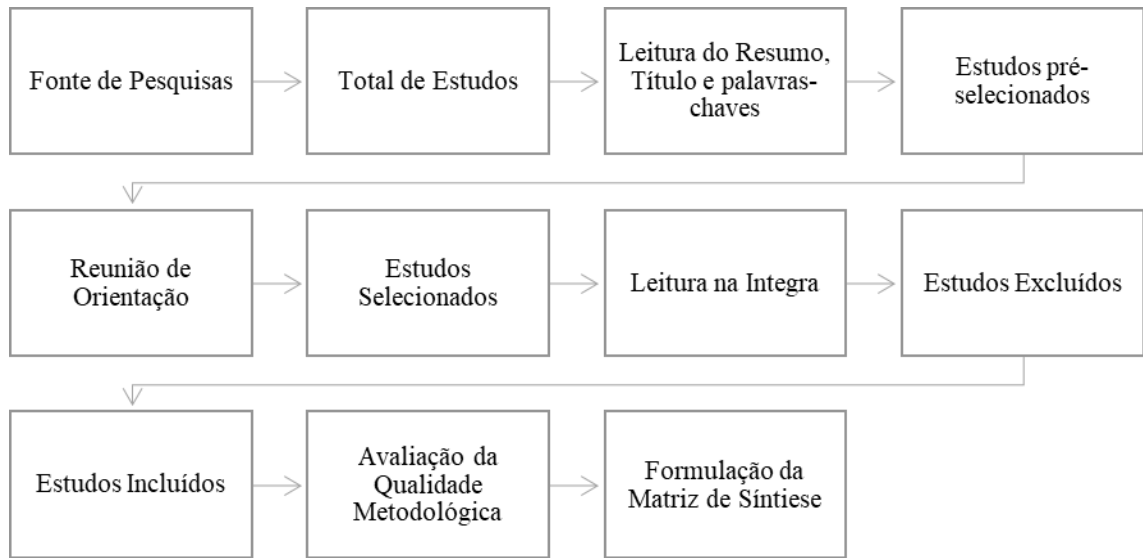 Fonte de Pesquisas
Total de Estudos
Leitura do Resumo,
Título e palavras-
chaves
Estudos pré-
selecionados
Reunião de
Orientação
Estudos
Selecionados
Leitura na Integra
Estudos Excluídos
Estudos Incluídos
Avaliação da
Qualidade
Metodológica
Formulação da
Matriz de Síntiese